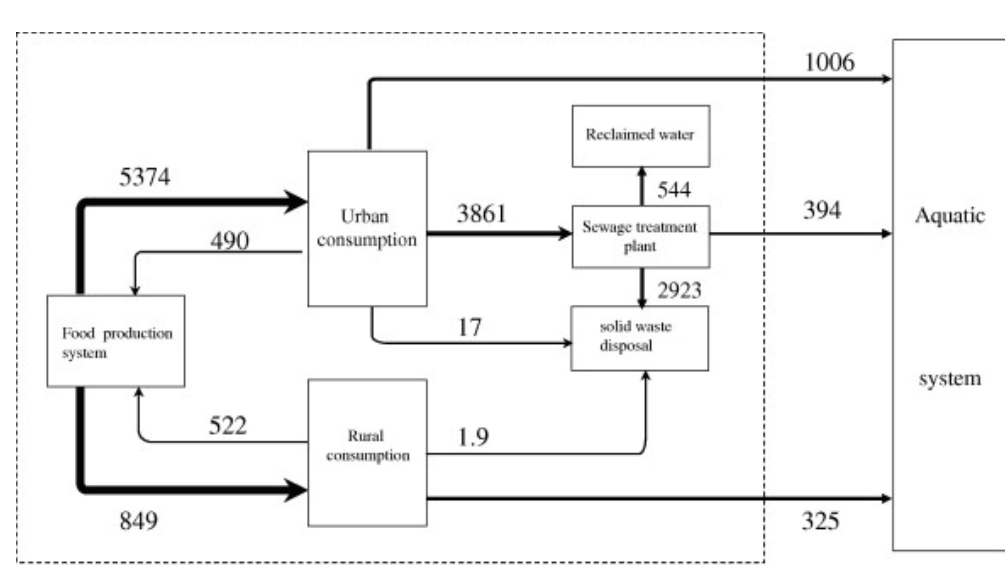 1006
Reclaimed water
5374
544
Urban
consumption
3861
Sewage treatment
plant
394
Aquatic
490
2923
Food production
system
17
solid waste
disposal
system
522
Rural
consumption
1.9
849
325